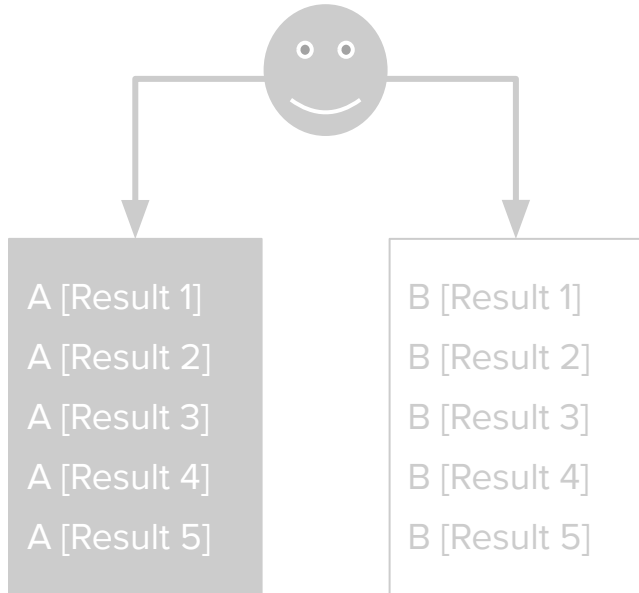 A [Result 1]
A [Result 2]
A [Result 3]
A [Result 4]
A [Result 5]
B [Result 1]
B [Result 2]
B [Result 3]
B [Result 4]
B [Result 5]